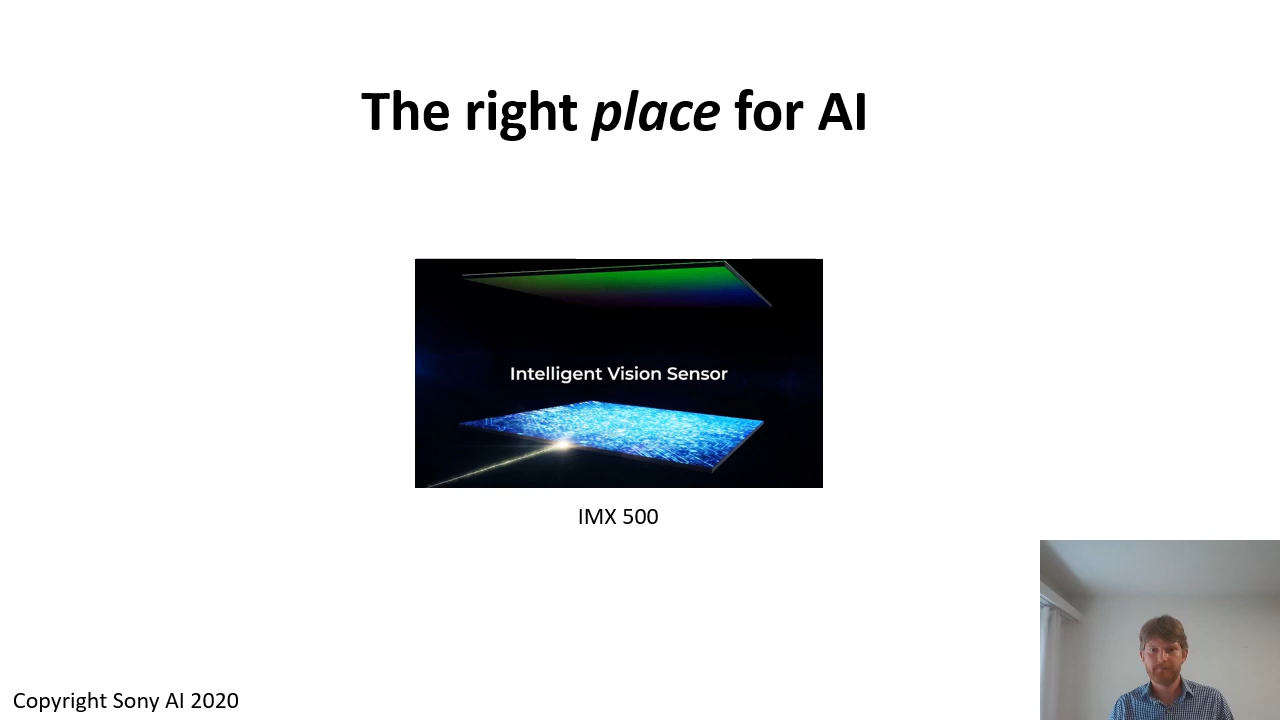 The right place for AI
Intelligent Vision Sensor
IMX 500
Copyright Sony AI 2020